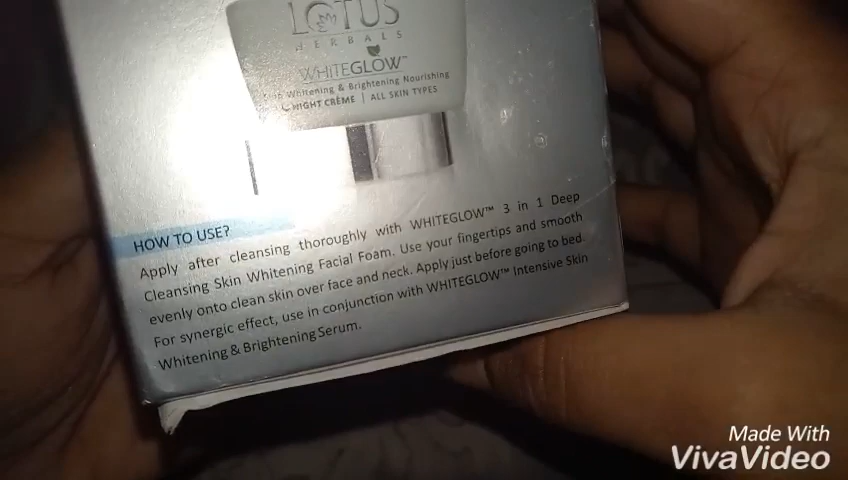 LOTUS
HERBALS
WHITEGLOW™
Whitening & Brightening Nourishing
NIGHT CRÈME | ALL SKIN TYPES
HOW TO USE?
Apply after cleansing thoroughly with WHITEGLOW™ 3 in 1 Deep
Cleansing Skin Whitening Facial Foam. Use your fingertips and smooth
evenly onto clean skin over face and neck. Apply just before going to bed.
For synergic effect, use in conjunction with WHITEGLOW™ Intensive Skin
Whitening & Brightening Serum.
Made With
VivaVideo